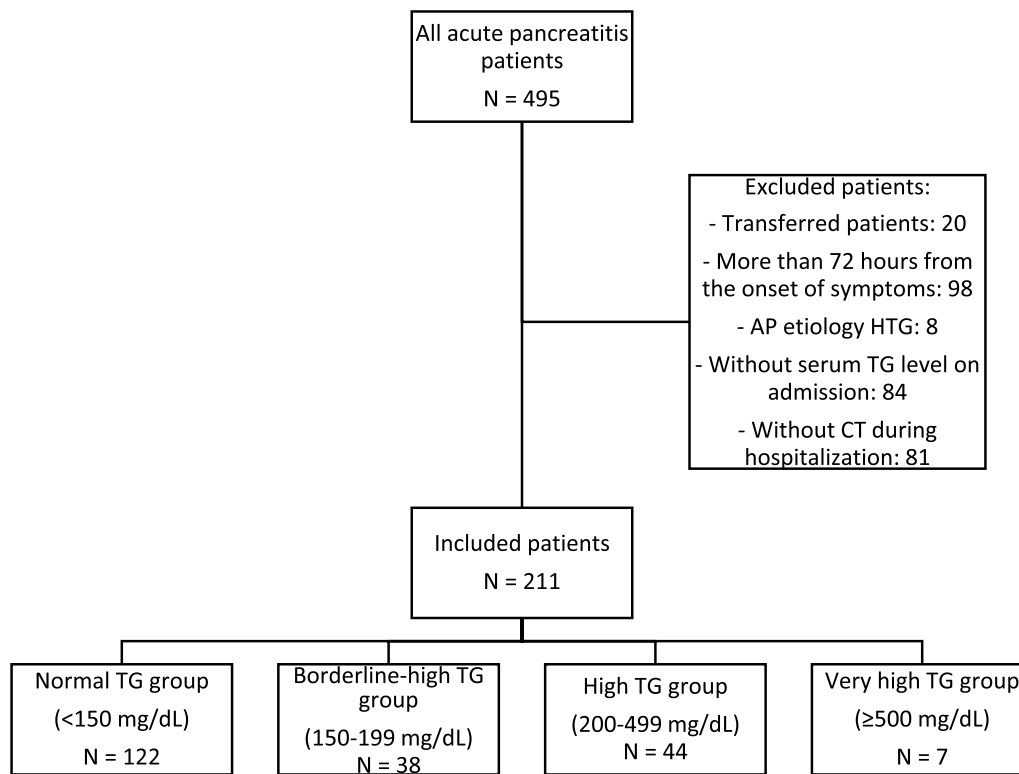 All acute pancreatitis
patients
N = 495
Excluded patients:
- Transferred patients: 20
- More than 72 hours from
the onset of symptoms: 98
- AP etiology HTG: 8
- Without serum TG level on
admission: 84
- Without CT during
hospitalization: 81
Included patients
N = 211
Normal TG group
(<150 mg/dL)
N = 122
Borderline-high TG
group
(150-199 mg/dL)
N = 38
High TG group
(200-499 mg/dL)
N = 44
Very high TG group
(≥500 mg/dL)
N = 7